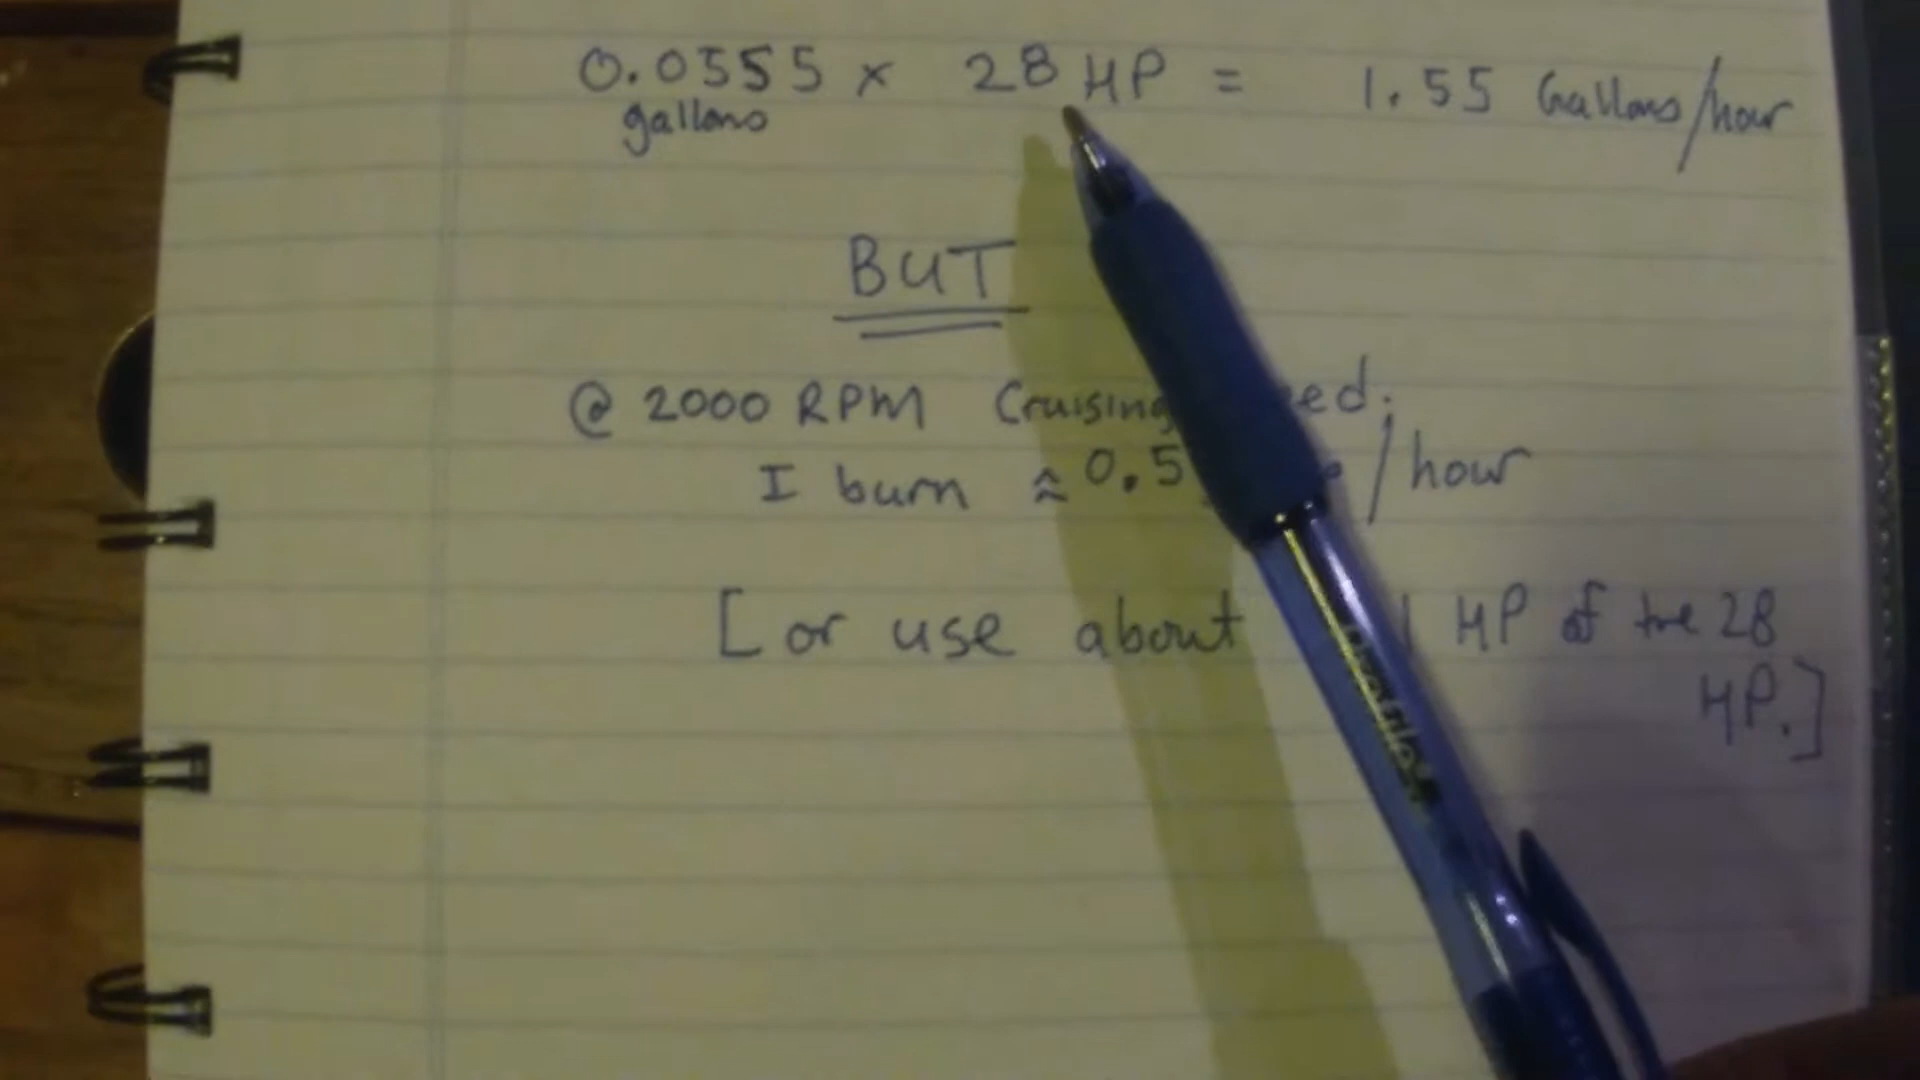 0.0555 x 28 HP = 1.55 Gallons/hour
gallons
BUT
@ 2000 RPM Cruising
I burn ≈ 0.5 /hour
[or use about HP of the 28
HP.]